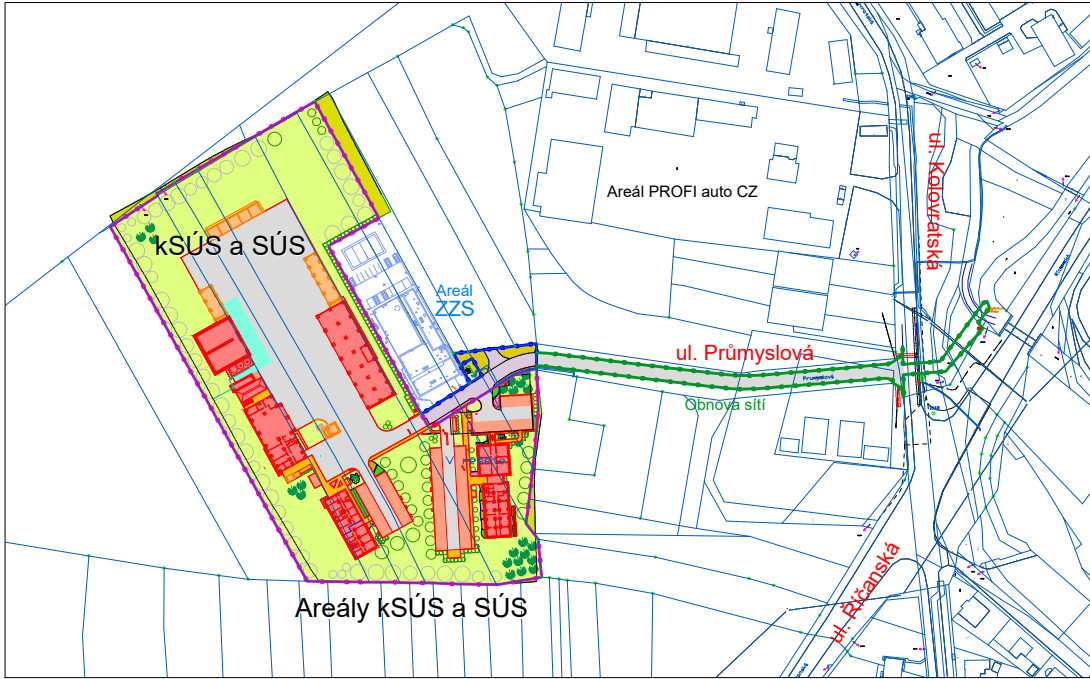 ul. Kolovratská
Areál PROFI auto CZ
kSÚS a SÚS
Areál
ZZS
ul. Průmyslová
Průmyslová
Obnova sítí
ul. Říčanská
Areály kSÚS a SÚS